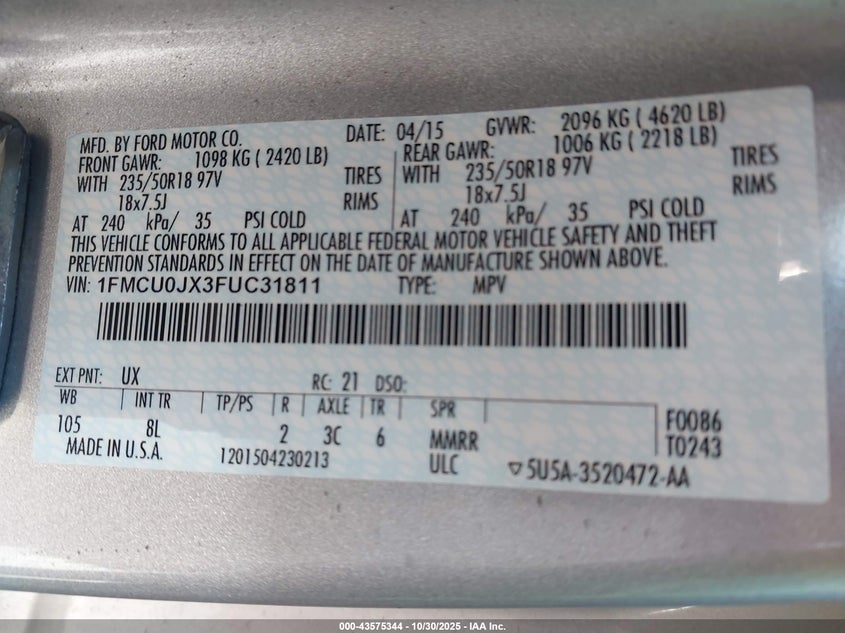 MFD. BY FORD MOTOR CO. DATE: 04/15 GVWR: 2096 KG ( 4620 LB)
FRONT GAWR: 1098 KG ( 2420 LB) REAR GAWR: 1006 KG ( 2218 LB)
WITH 235/50R18 97V TIRES WITH 235/50R18 97V TIRES
18x7.5J RIMS 18x7.5J RIMS
AT 240 kPa/ 35 PSI COLD AT 240 kPa/ 35 PSI COLD
THIS VEHICLE CONFORMS TO ALL APPLICABLE FEDERAL MOTOR VEHICLE SAFETY AND THEFT
PREVENTION STANDARDS IN EFFECT ON THE DATE OF MANUFACTURE SHOWN ABOVE.
VIN: 1FMCU0JX3FUC31811 TYPE: MPV
EXT PNT: UX RC: 21 DSO:
WB INT TR TP/PS R AXLE TR SPR F0086
105 8L 2 3C 6 MMRR T0243
MADE IN U.S.A. 1201504230213 ULC ▽5U5A-3520472-AA
000-43575344 | 10/30/2025 - IAA Inc.